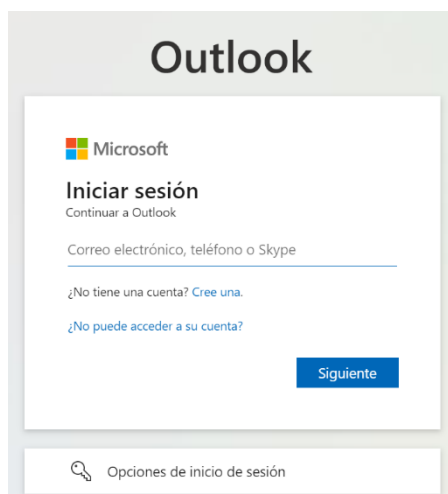 Outlook
Microsoft
Iniciar sesión
Continuar a Outlook
Correo electrónico, teléfono o Skype
¿No tiene una cuenta? Cree una.
¿No puede acceder a su cuenta?
Siguiente
Opciones de inicio de sesión